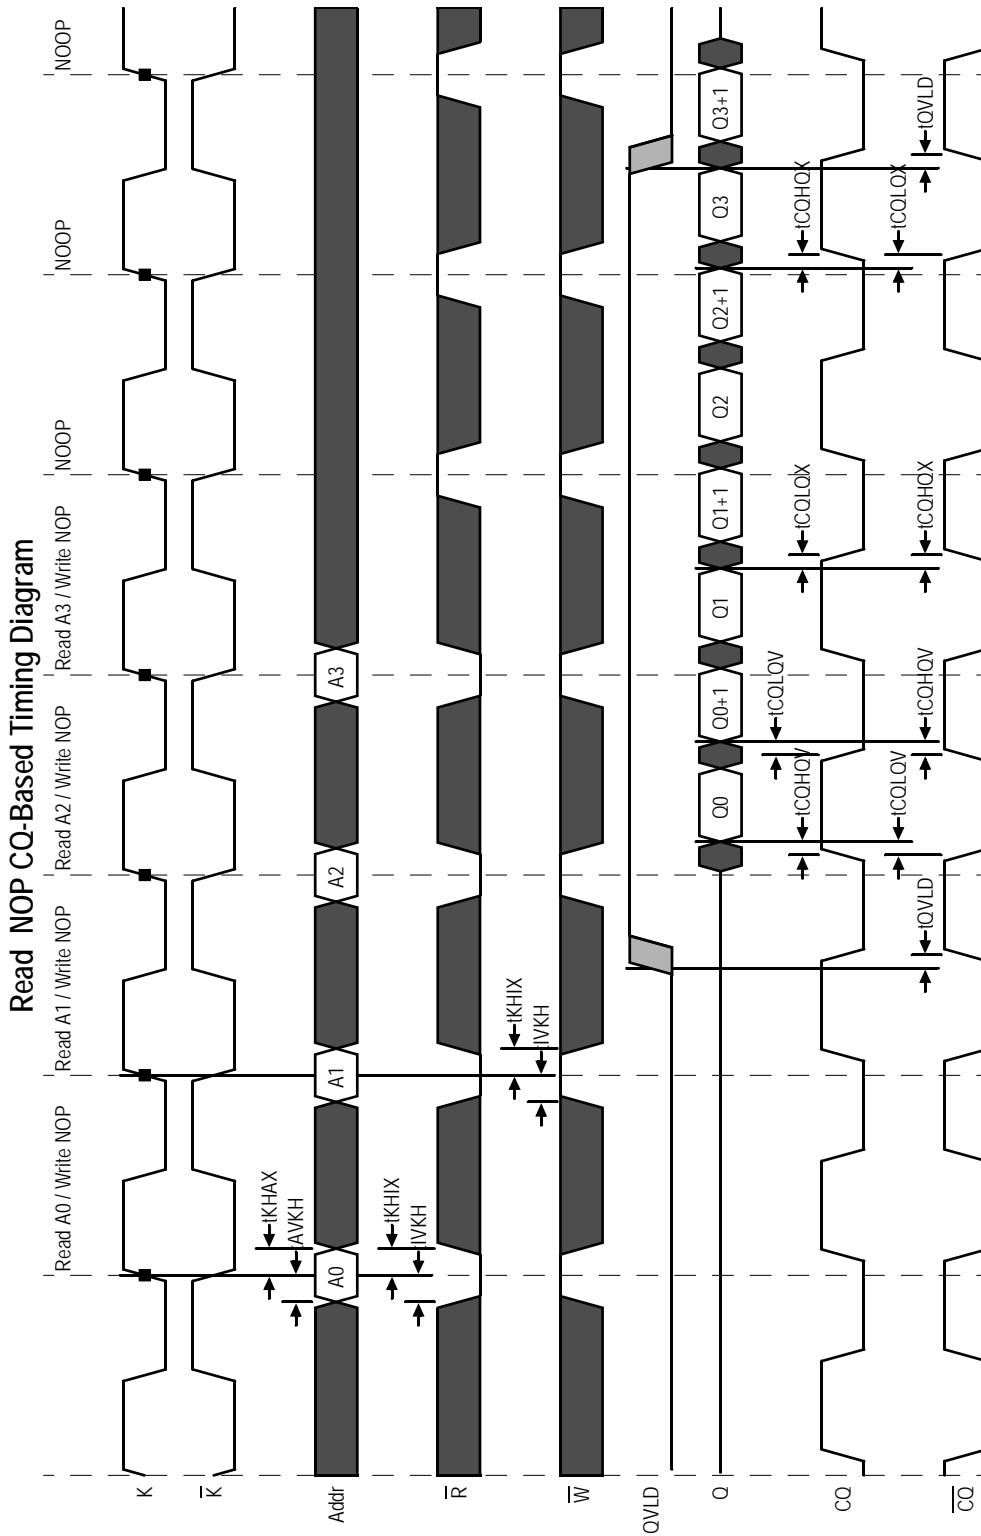 Read NOP CQ-Based Timing Diagram
Read A0 / Write NOP
Read A1 / Write NOP
Read A2 / Write NOP
Read A3 / Write NOP
NOOP
NOOP
NOOP
K
K
tKHAX
tAVKH
Addr
A0
A1
A2
A3
tKHIX
tIVKH
R
tKHIX
tIVKH
W
QVLD
Q
Q0
Q0+1
Q1
Q1+1
Q2
Q2+1
Q3
Q3+1
tCQLQV
tCQHQV
tCQLQX
tCQHQX
CQ
tQVLD
tCQLQV
tCQHQV
tCQHQX
tCQLQX
tQVLD
CQ